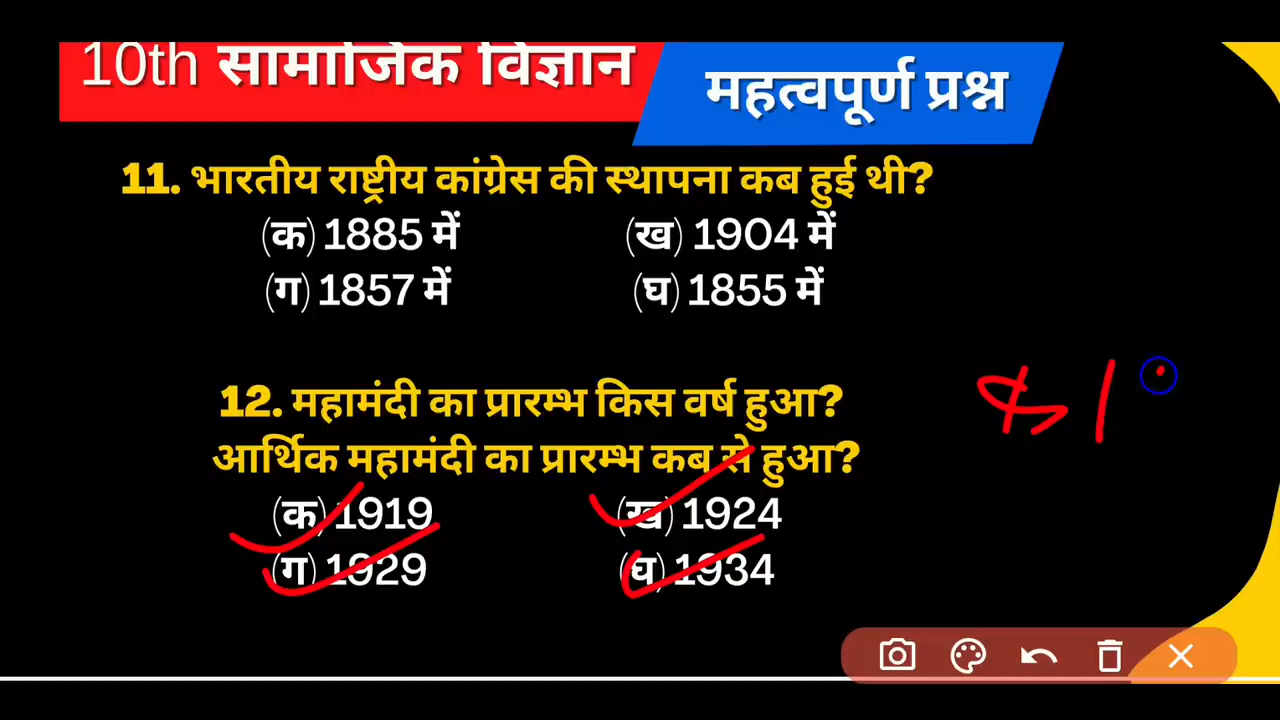 10th सामाजिक विज्ञान
महत्वपूर्ण प्रश्न
11. भारतीय राष्ट्रीय कांग्रेस की स्थापना कब हुई थी?
(क) 1885 में (ख) 1904 में
(ग) 1857 में (घ) 1855 में
12. महामंदी का प्रारम्भ किस वर्ष हुआ?
आर्थिक महामंदी का प्रारम्भ कब से हुआ?
(क) 1919 (ख) 1924
(ग) 1929 (घ) 1934